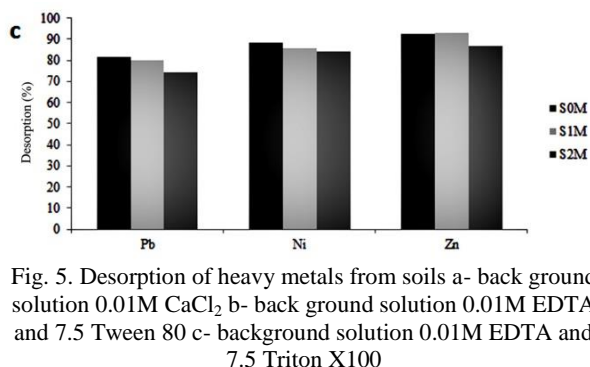 c
100
90
80
70
60
50
40
30
20
10
0
Desorption (%)
Pb Ni Zn
S0M
S1M
S2M
Fig. 5. Desorption of heavy metals from soils a- back ground
solution 0.01M CaCl₂ b- back ground solution 0.01M EDTA
and 7.5 Tween 80 c- background solution 0.01M EDTA and
7.5 Triton X100